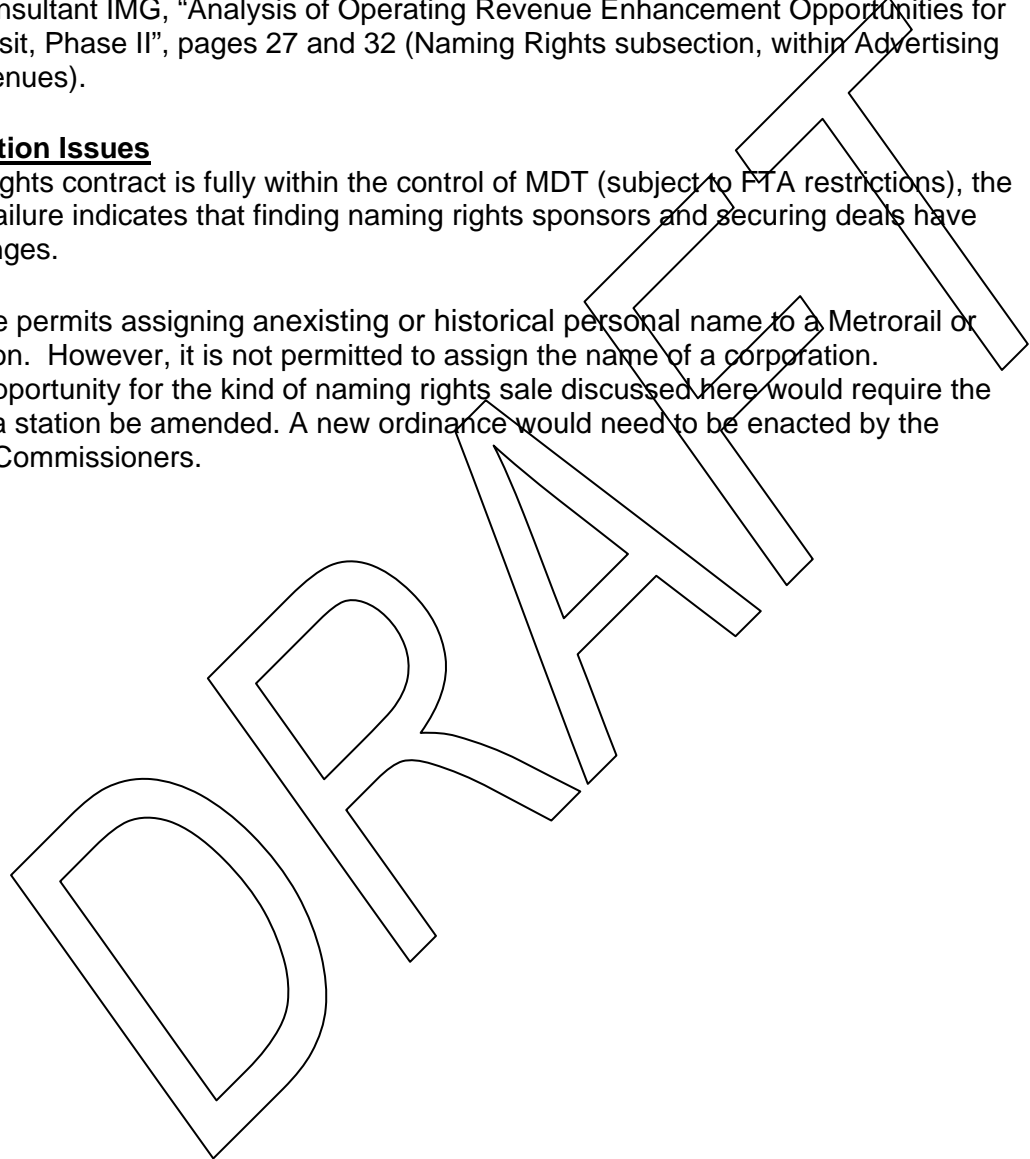 nsultant IMG, “Analysis of Operating Revenue Enhancement Opportunities for
sit, Phase II”, pages 27 and 32 (Naming Rights subsection, within Advertising
enues).
tion Issues
ghts contract is fully within the control of MDT (subject to FTA restrictions), the
ailure indicates that finding naming rights sponsors and securing deals have
nges.
e permits assigning anexisting or historical personal name to a Metrorail or
on.  However, it is not permitted to assign the name of a corporation.
pportunity for the kind of naming rights sale discussed here would require the
a station be amended. A new ordinance would need to be enacted by the
Commissioners.
DRAFT